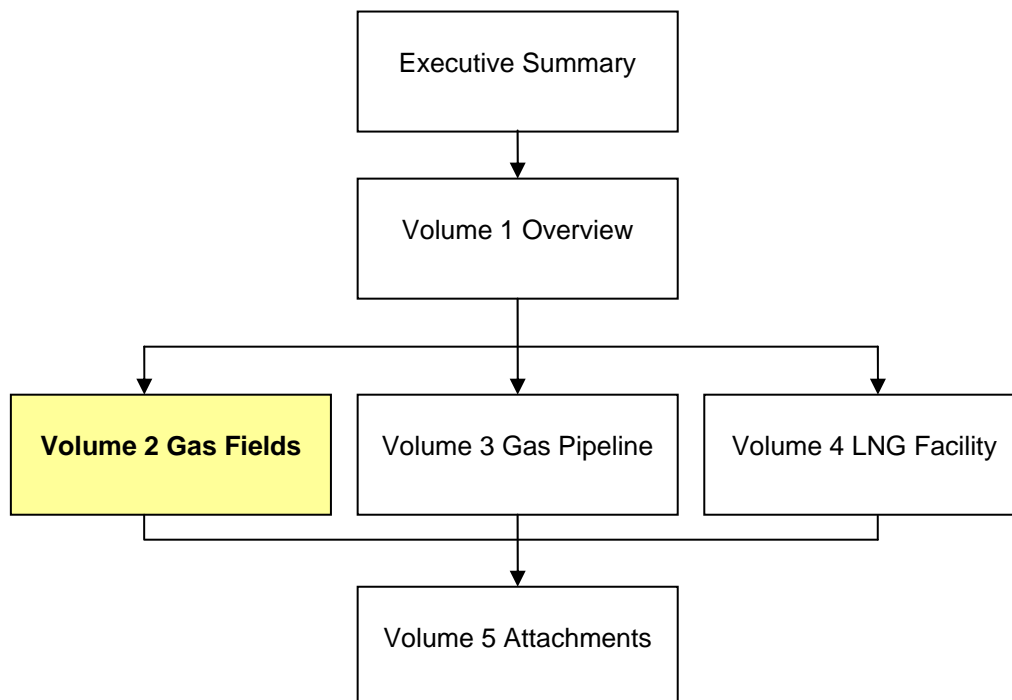 Executive Summary
Volume 1 Overview
Volume 2 Gas Fields
Volume 3 Gas Pipeline
Volume 4 LNG Facility
Volume 5 Attachments